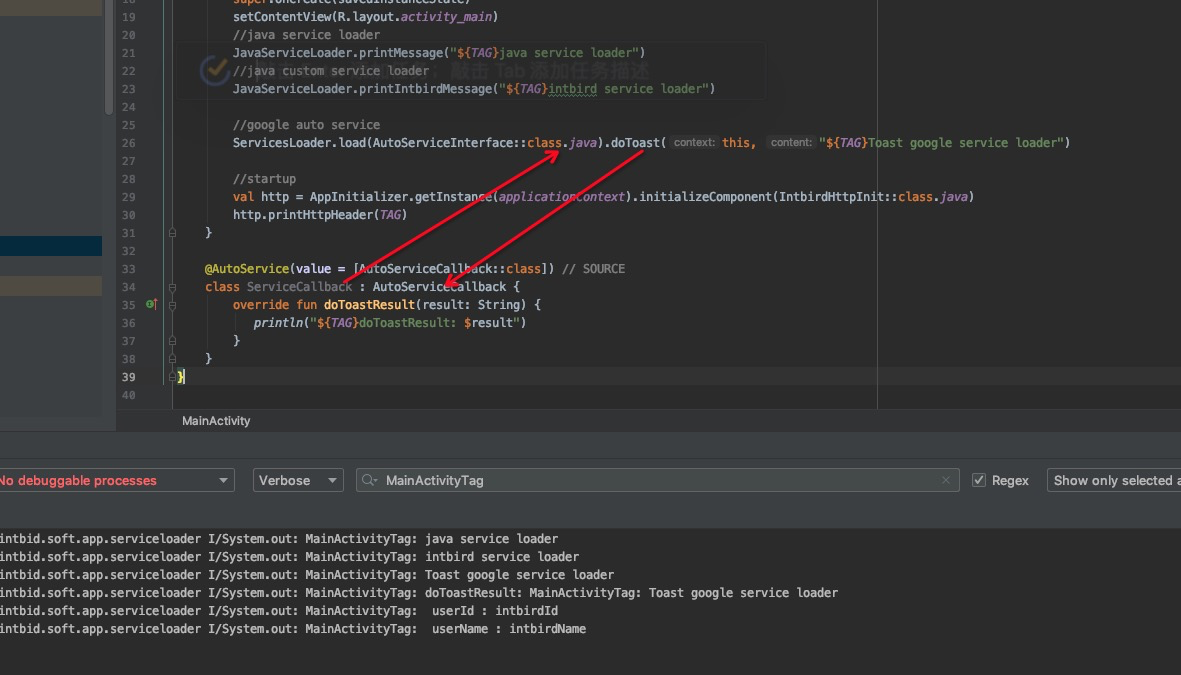 18 super.onCreate(savedInstanceState)
19 setContentView(R.layout.activity_main)
20 //java service loader
21 JavaServiceLoader.printMessage("${TAG}java service loader")
22 //java custom service loader
敲击 Tab 添加任务描述
23 JavaServiceLoader.printIntbirdMessage("${TAG}intbird service loader")
24
25 //google auto service
26 ServicesLoader.load(AutoServiceInterface::class.java).doToast( context: this, content: "${TAG}Toast google service loader")
27
28 //startup
29 val http = AppInitializer.getInstance(applicationContext).initializeComponent(IntbirdHttpInit::class.java)
30 http.printHttpHeader(TAG)
31 }
32
33 @AutoService(value = [AutoServiceCallback::class]) // SOURCE
34 class ServiceCallback : AutoServiceCallback {
35 override fun doToastResult(result: String) {
36 println("${TAG}doToastResult: $result")
37 }
38 }
39 }
40
MainActivity
No debuggable processes Verbose MainActivityTag Regex Show only selected a
intbid.soft.app.serviceloader I/System.out: MainActivityTag: java service loader
intbid.soft.app.serviceloader I/System.out: MainActivityTag: intbird service loader
intbid.soft.app.serviceloader I/System.out: MainActivityTag: Toast google service loader
intbid.soft.app.serviceloader I/System.out: MainActivityTag: doToastResult: MainActivityTag: Toast google service loader
intbid.soft.app.serviceloader I/System.out: MainActivityTag:  userId : intbirdId
intbid.soft.app.serviceloader I/System.out: MainActivityTag:  userName : intbirdName